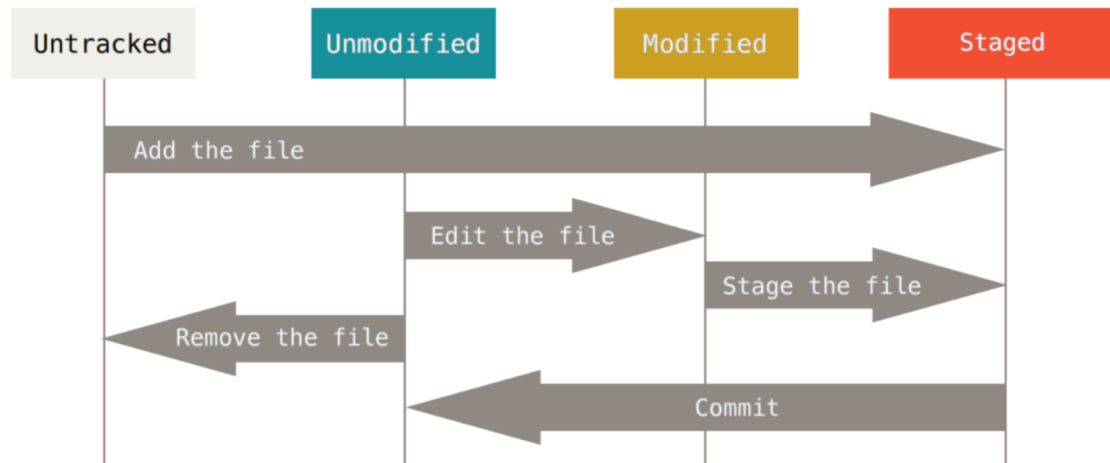 Untracked
Unmodified
Modified
Staged
Add the file
Edit the file
Stage the file
Remove the file
Commit